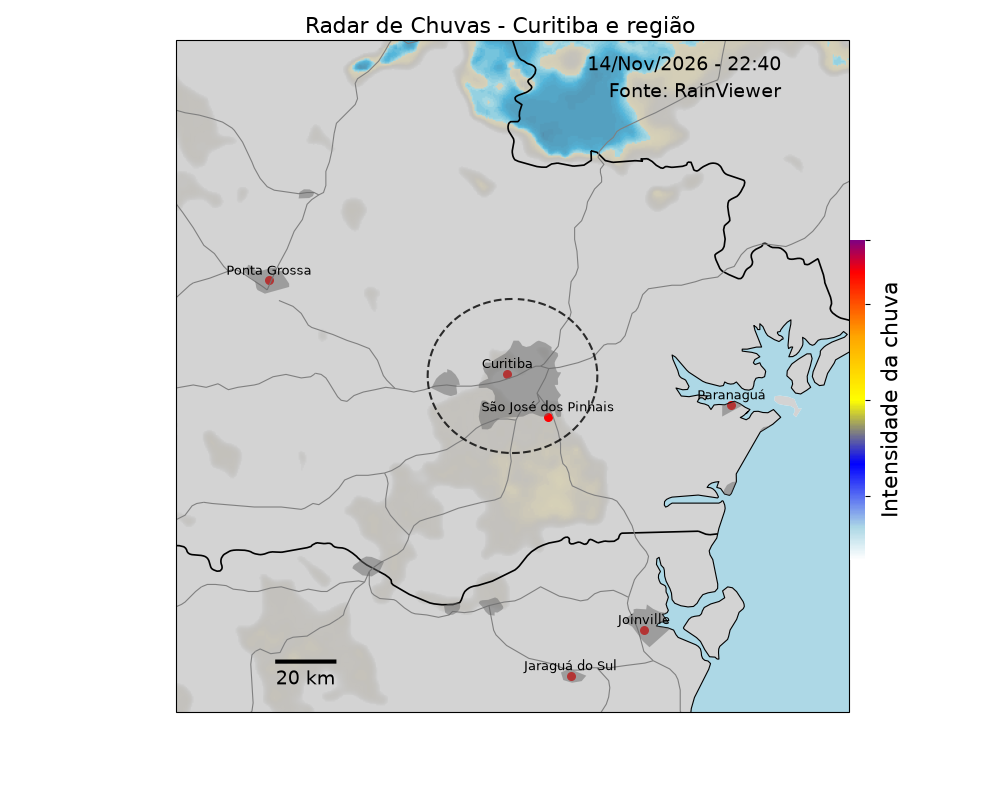 Radar de Chuvas - Curitiba e região
14/Nov/2026 - 22:40
Fonte: RainViewer
Ponta Grossa
Curitiba
Paranaguá
São José dos Pinhais
Intensidade da chuva
Joinville
Jaraguá do Sul
20 km